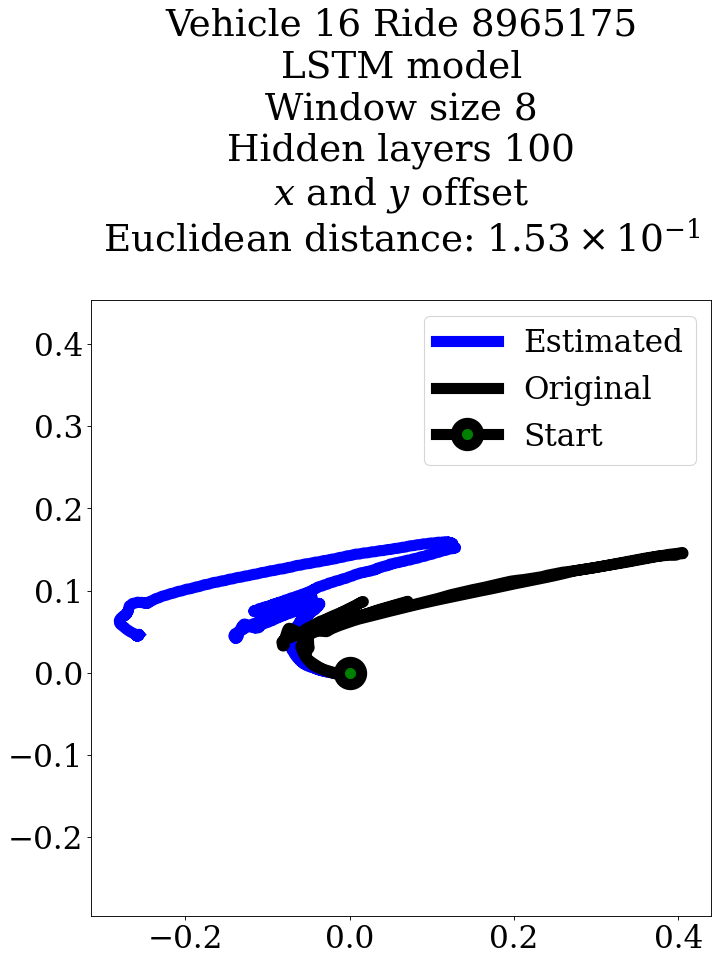 Vehicle 16 Ride 8965175
LSTM model
Window size 8
Hidden layers 100
x and y offset
Euclidean distance: 1.53 × 10⁻¹
Estimated
Original
Start
0.4
0.3
0.2
0.1
0.0
−0.1
−0.2
−0.2 0.0 0.2 0.4